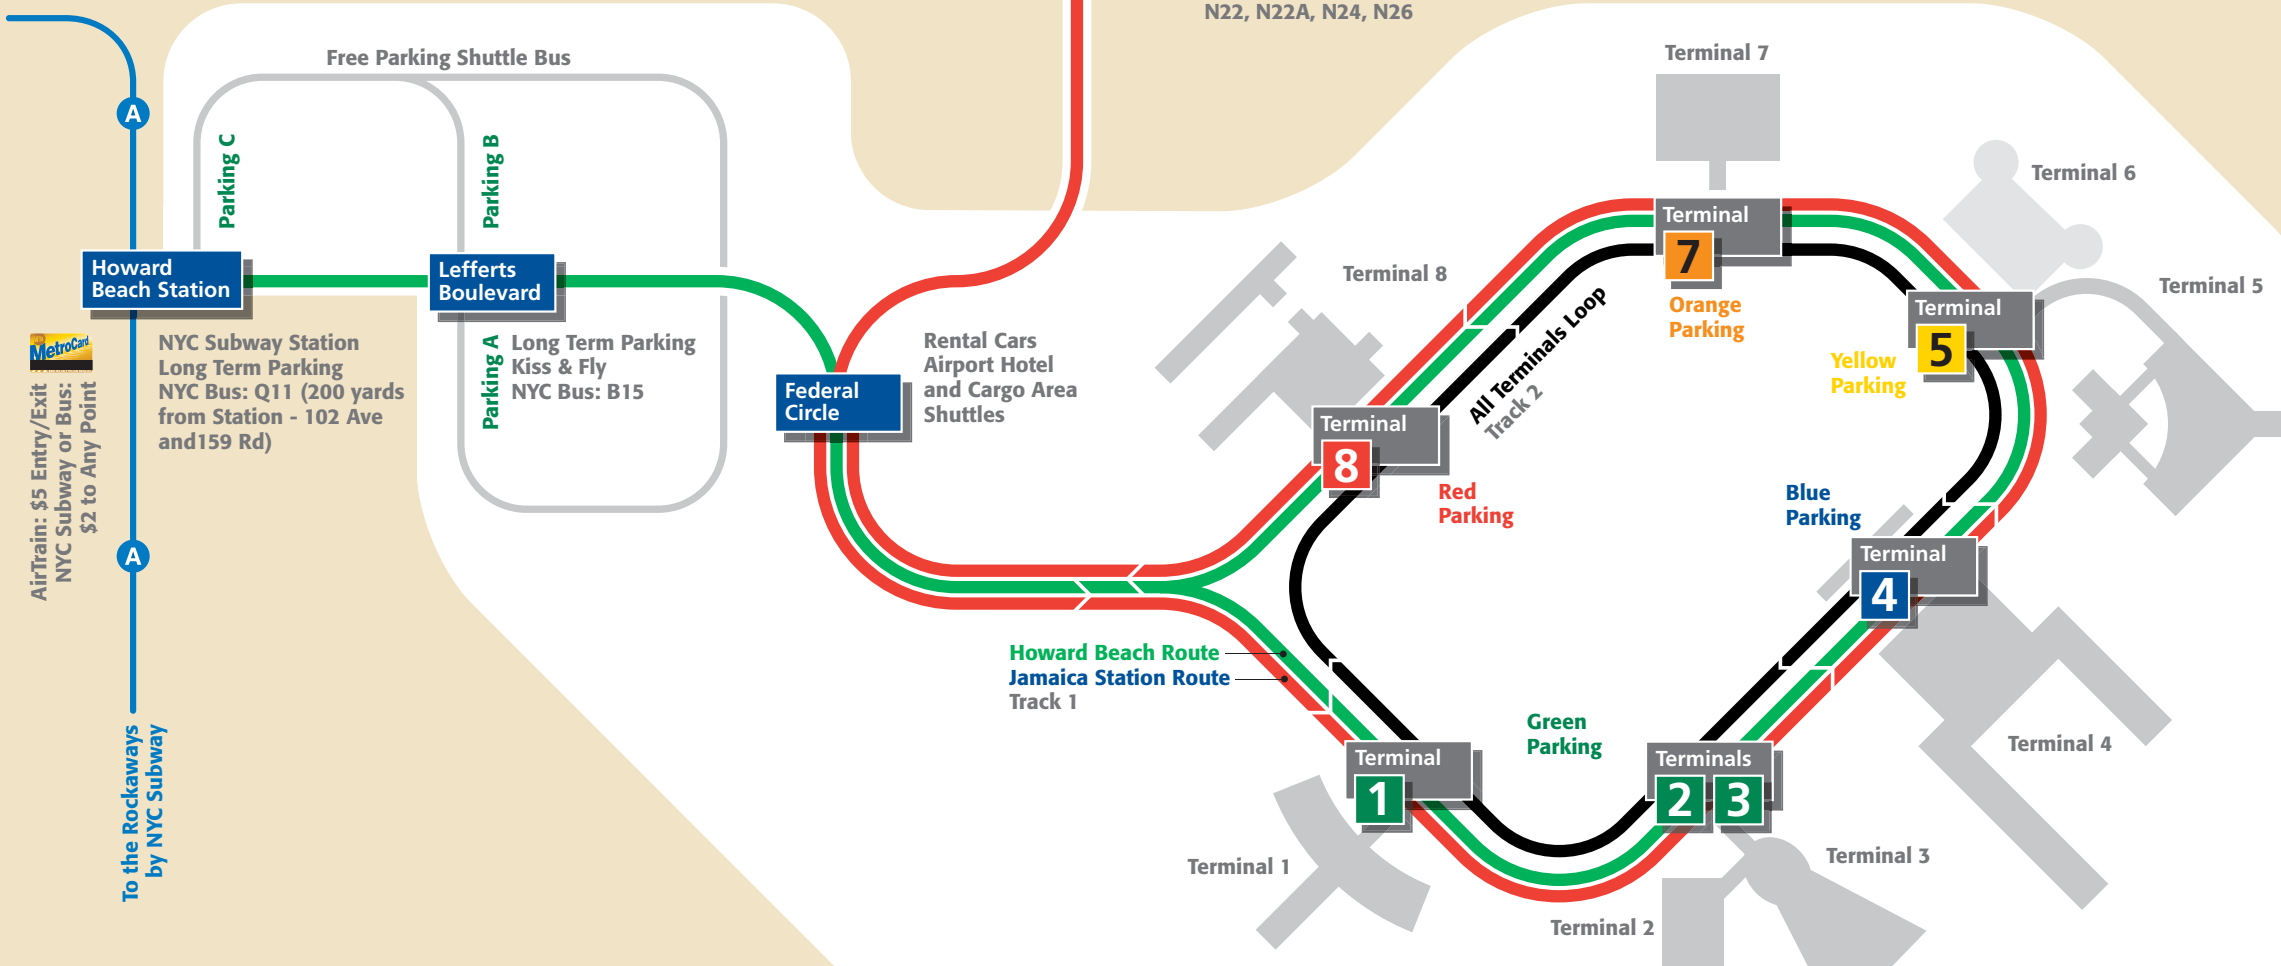 N22, N22A, N24, N26
Free Parking Shuttle Bus
Terminal 7
A
Parking C
Parking B
Terminal 6
Howard
Beach Station
Lefferts
Boulevard
Terminal
7
Terminal 8
Terminal 5
Orange
Parking
Terminal
5
MetroCard
AirTrain: $5 Entry/Exit
NYC Subway or Bus:
$2 to Any Point
NYC Subway Station
Long Term Parking
NYC Bus: Q11 (200 yards
from Station - 102 Ave
and159 Rd)
Parking A
Long Term Parking
Kiss & Fly
NYC Bus: B15
Federal
Circle
Rental Cars
Airport Hotel
and Cargo Area
Shuttles
All Terminals Loop
Track 2
Yellow
Parking
Terminal
8
Red
Parking
Blue
Parking
A
Terminal
4
Howard Beach Route
Jamaica Station Route
Track 1
Green
Parking
Terminal 4
To the Rockaways
by NYC Subway
Terminal
1
Terminals
2 3
Terminal 1
Terminal 3
Terminal 2